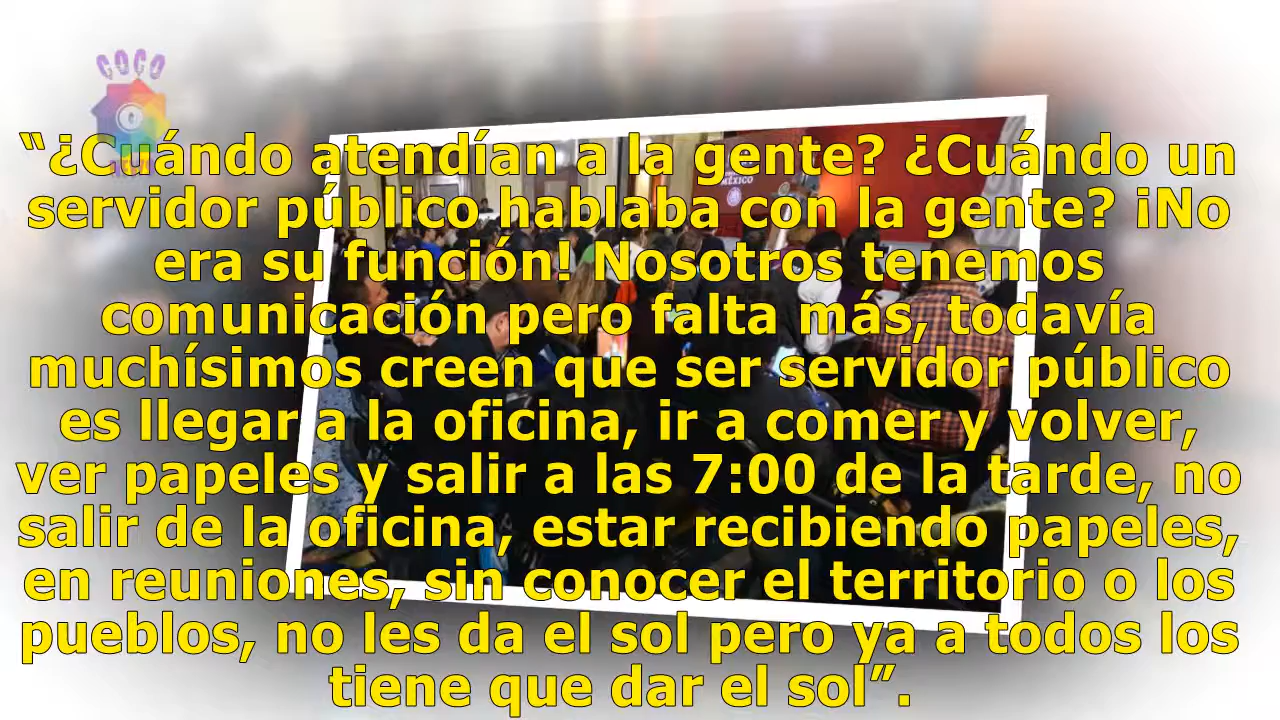 COCO
“¿Cuándo atendían a la gente? ¿Cuándo un
MÉXICO
servidor público hablaba con la gente? ¡No
era su función! Nosotros tenemos
comunicación pero falta más, todavía
muchísimos creen que ser servidor público
es llegar a la oficina, ir a comer y volver,
ver papeles y salir a las 7:00 de la tarde, no
salir de la oficina, estar recibiendo papeles,
en reuniones, sin conocer el territorio o los
pueblos, no les da el sol pero ya a todos los
tiene que dar el sol”.